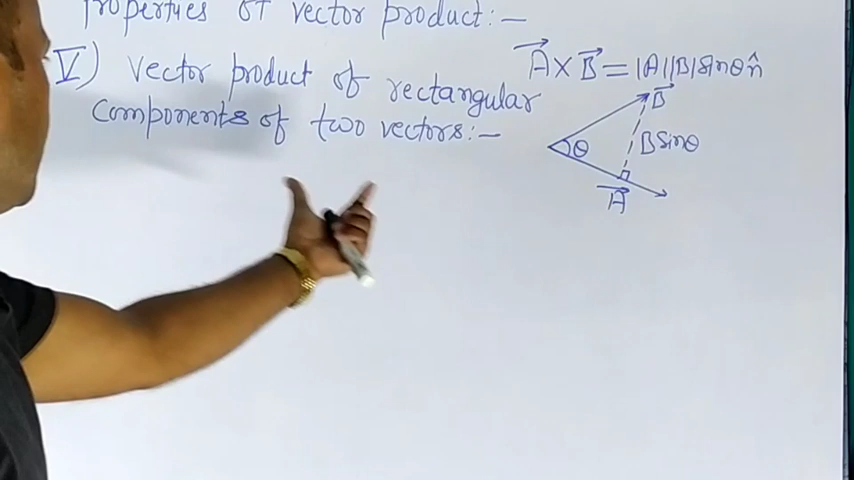 Properties of vector product:-
V) Vector product of rectangular
components of two vectors:-
A⃗ × B⃗ = |A||B|sinθ n̂
B⃗
θ
Bsinθ
A⃗